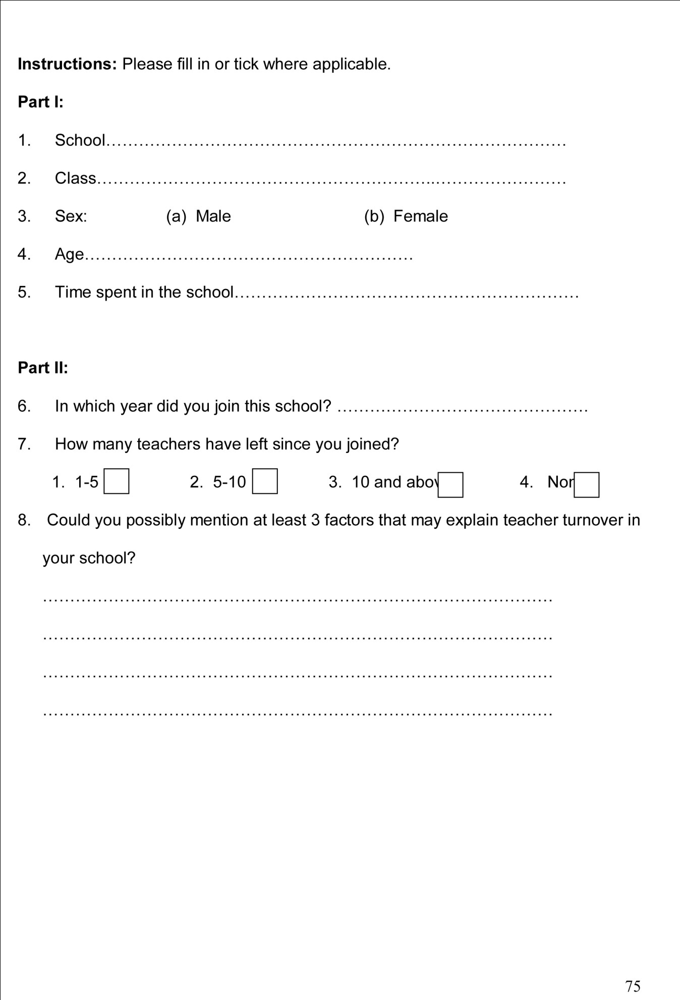 Instructions: Please fill in or tick where applicable.
Part I:
1. School……………………………………………….…………………………………
2. Class…………………………………………………….……………………
3. Sex: (a) Male (b) Female
4. Age……………………………………………………
5. Time spent in the school………………………………………………………
Part II:
6. In which year did you join this school? ……………………………………….
7. How many teachers have left since you joined?
1. 1-5 2. 5-10 3. 10 and 4.
8. Could you possibly mention at least 3 factors that may explain teacher turnover in
your school?
…………………………………………………………………………………
…………………………………………………………………………………
…………………………………………………………………………………
…………………………………………………………………………………
75